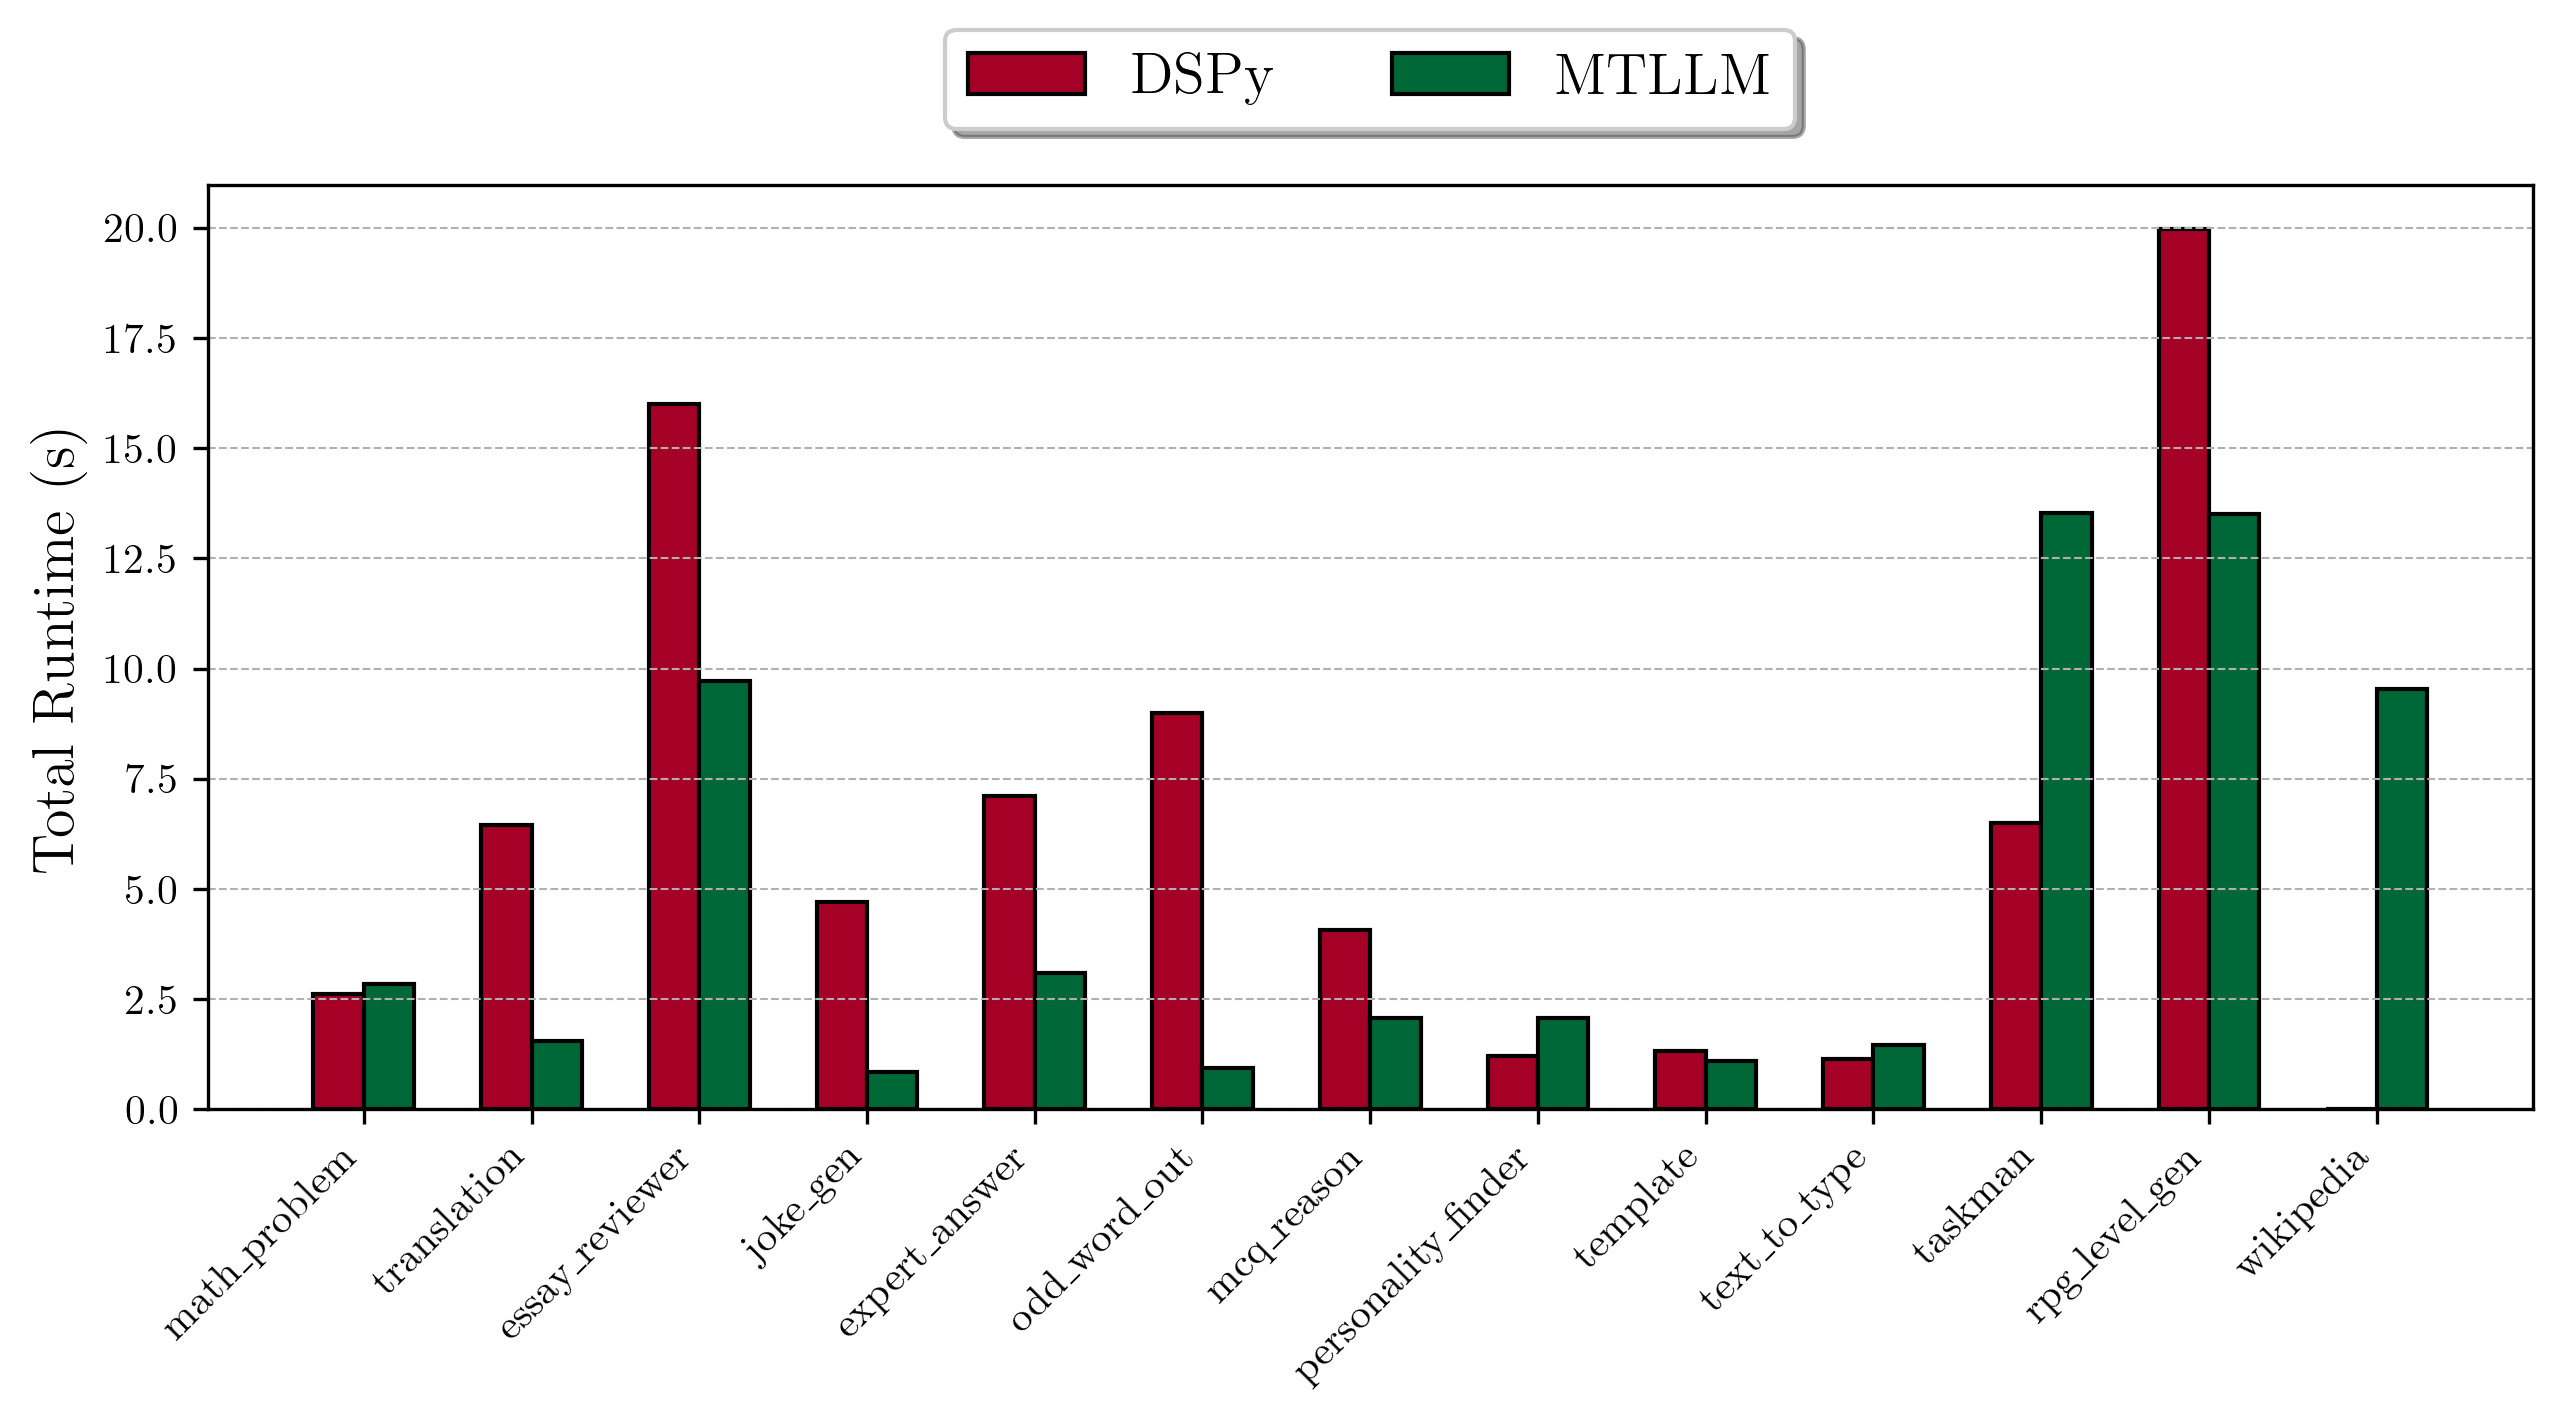 DSPy MTLLM
Total Runtime (s)
20.0
17.5
15.0
12.5
10.0
7.5
5.0
2.5
0.0
math_problem
translation
essay_reviewer
joke_gen
expert_answer
odd_word_out
mcq_reason
personality_finder
template
text_to_type
taskman
rpg_level_gen
wikipedia